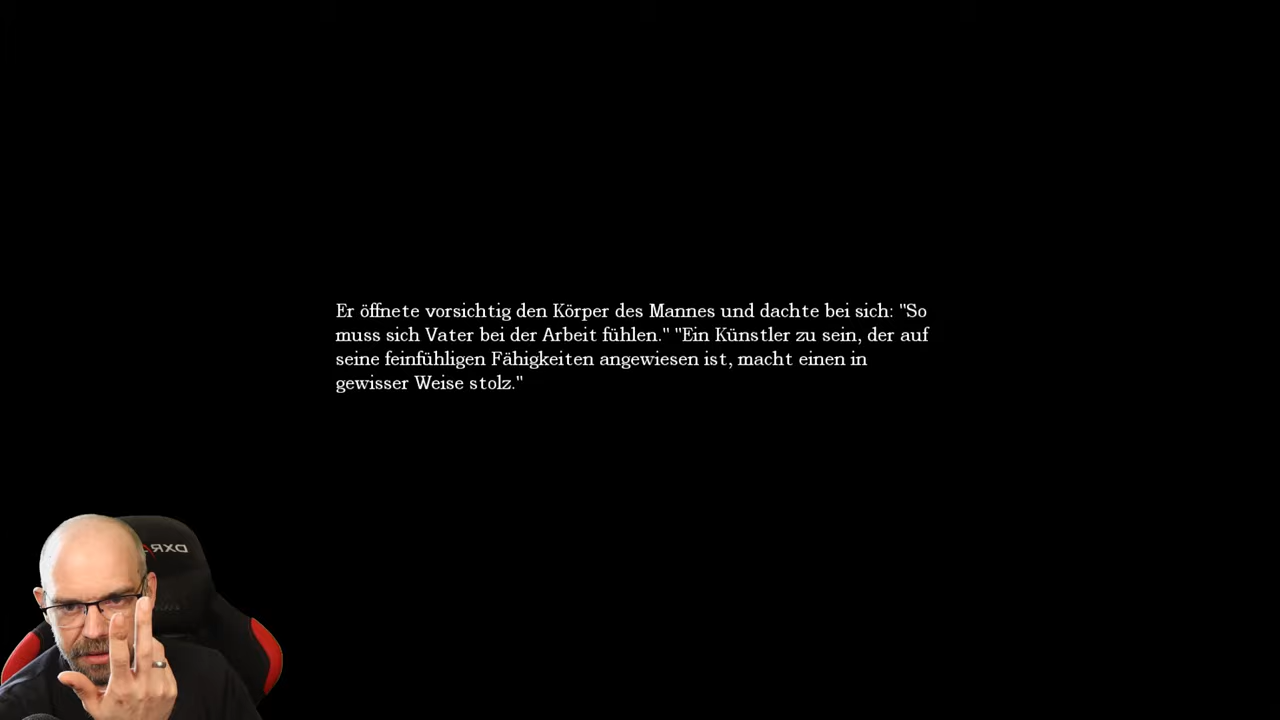 Er öffnete vorsichtig den Körper des Mannes und dachte bei sich: "So
muss sich Vater bei der Arbeit fühlen." "Ein Künstler zu sein, der auf
seine feinfühligen Fähigkeiten angewiesen ist, macht einen in
gewisser Weise stolz."